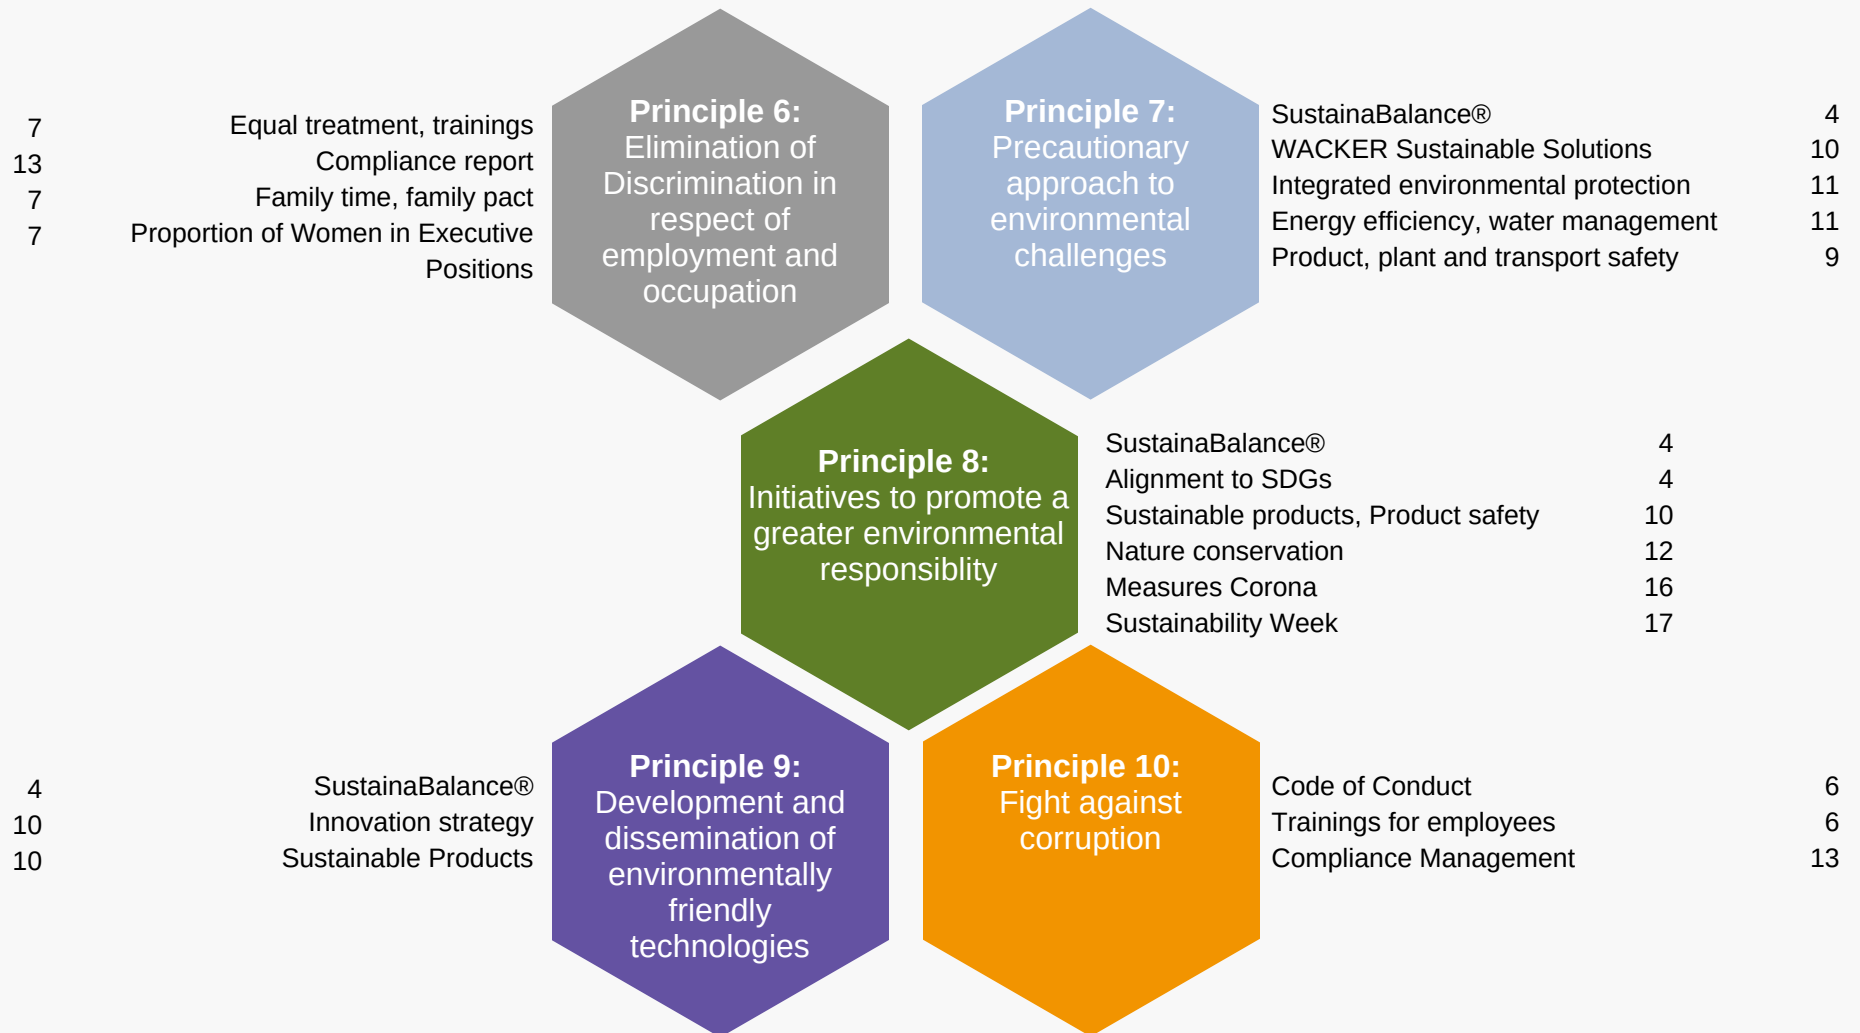 7 Equal treatment, trainings
13 Compliance report
7 Family time, family pact
7 Proportion of Women in Executive
Positions
Principle 6:
Elimination of
Discrimination in
respect of
employment and
occupation
Principle 7:
Precautionary
approach to
environmental
challenges
SustainaBalance® 4
WACKER Sustainable Solutions 10
Integrated environmental protection 11
Energy efficiency, water management 11
Product, plant and transport safety 9
Principle 8:
Initiatives to promote a
greater environmental
responsiblity
SustainaBalance® 4
Alignment to SDGs 4
Sustainable products, Product safety 10
Nature conservation 12
Measures Corona 16
Sustainability Week 17
4 SustainaBalance®
10 Innovation strategy
10 Sustainable Products
Principle 9:
Development and
dissemination of
environmentally
friendly
technologies
Principle 10:
Fight against
corruption
Code of Conduct 6
Trainings for employees 6
Compliance Management 13